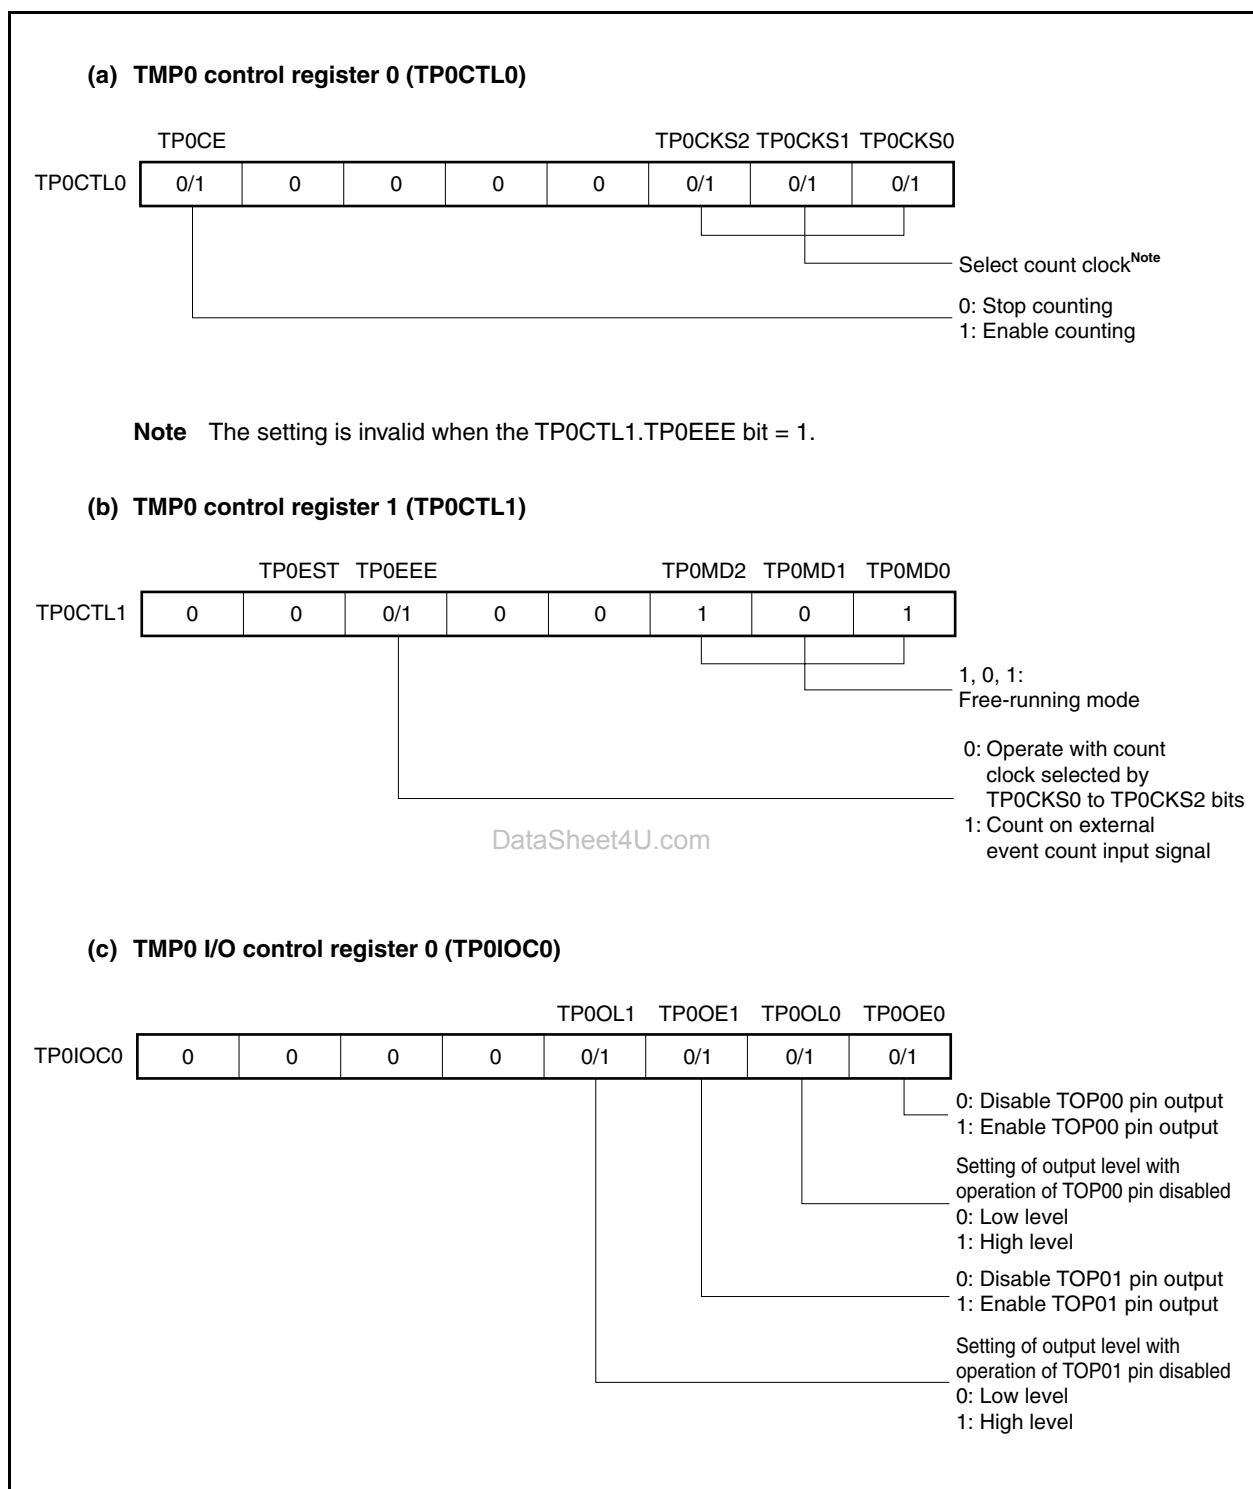 (a) TMP0 control register 0 (TP0CTL0)
TP0CE TP0CKS2 TP0CKS1 TP0CKS0
TP0CTL0 0/1 0 0 0 0 0/1 0/1 0/1
Select count clockNote
0: Stop counting
1: Enable counting
Note The setting is invalid when the TP0CTL1.TP0EEE bit = 1.
(b) TMP0 control register 1 (TP0CTL1)
TP0EST TP0EEE TP0MD2 TP0MD1 TP0MD0
TP0CTL1 0 0 0/1 0 0 1 0 1
1, 0, 1:
Free-running mode
0: Operate with count
clock selected by
TP0CKS0 to TP0CKS2 bits
1: Count on external
event count input signal
DataSheet4U.com
(c) TMP0 I/O control register 0 (TP0IOC0)
TP0OL1 TP0OE1 TP0OL0 TP0OE0
TP0IOC0 0 0 0 0 0/1 0/1 0/1 0/1
0: Disable TOP00 pin output
1: Enable TOP00 pin output
Setting of output level with
operation of TOP00 pin disabled
0: Low level
1: High level
0: Disable TOP01 pin output
1: Enable TOP01 pin output
Setting of output level with
operation of TOP01 pin disabled
0: Low level
1: High level